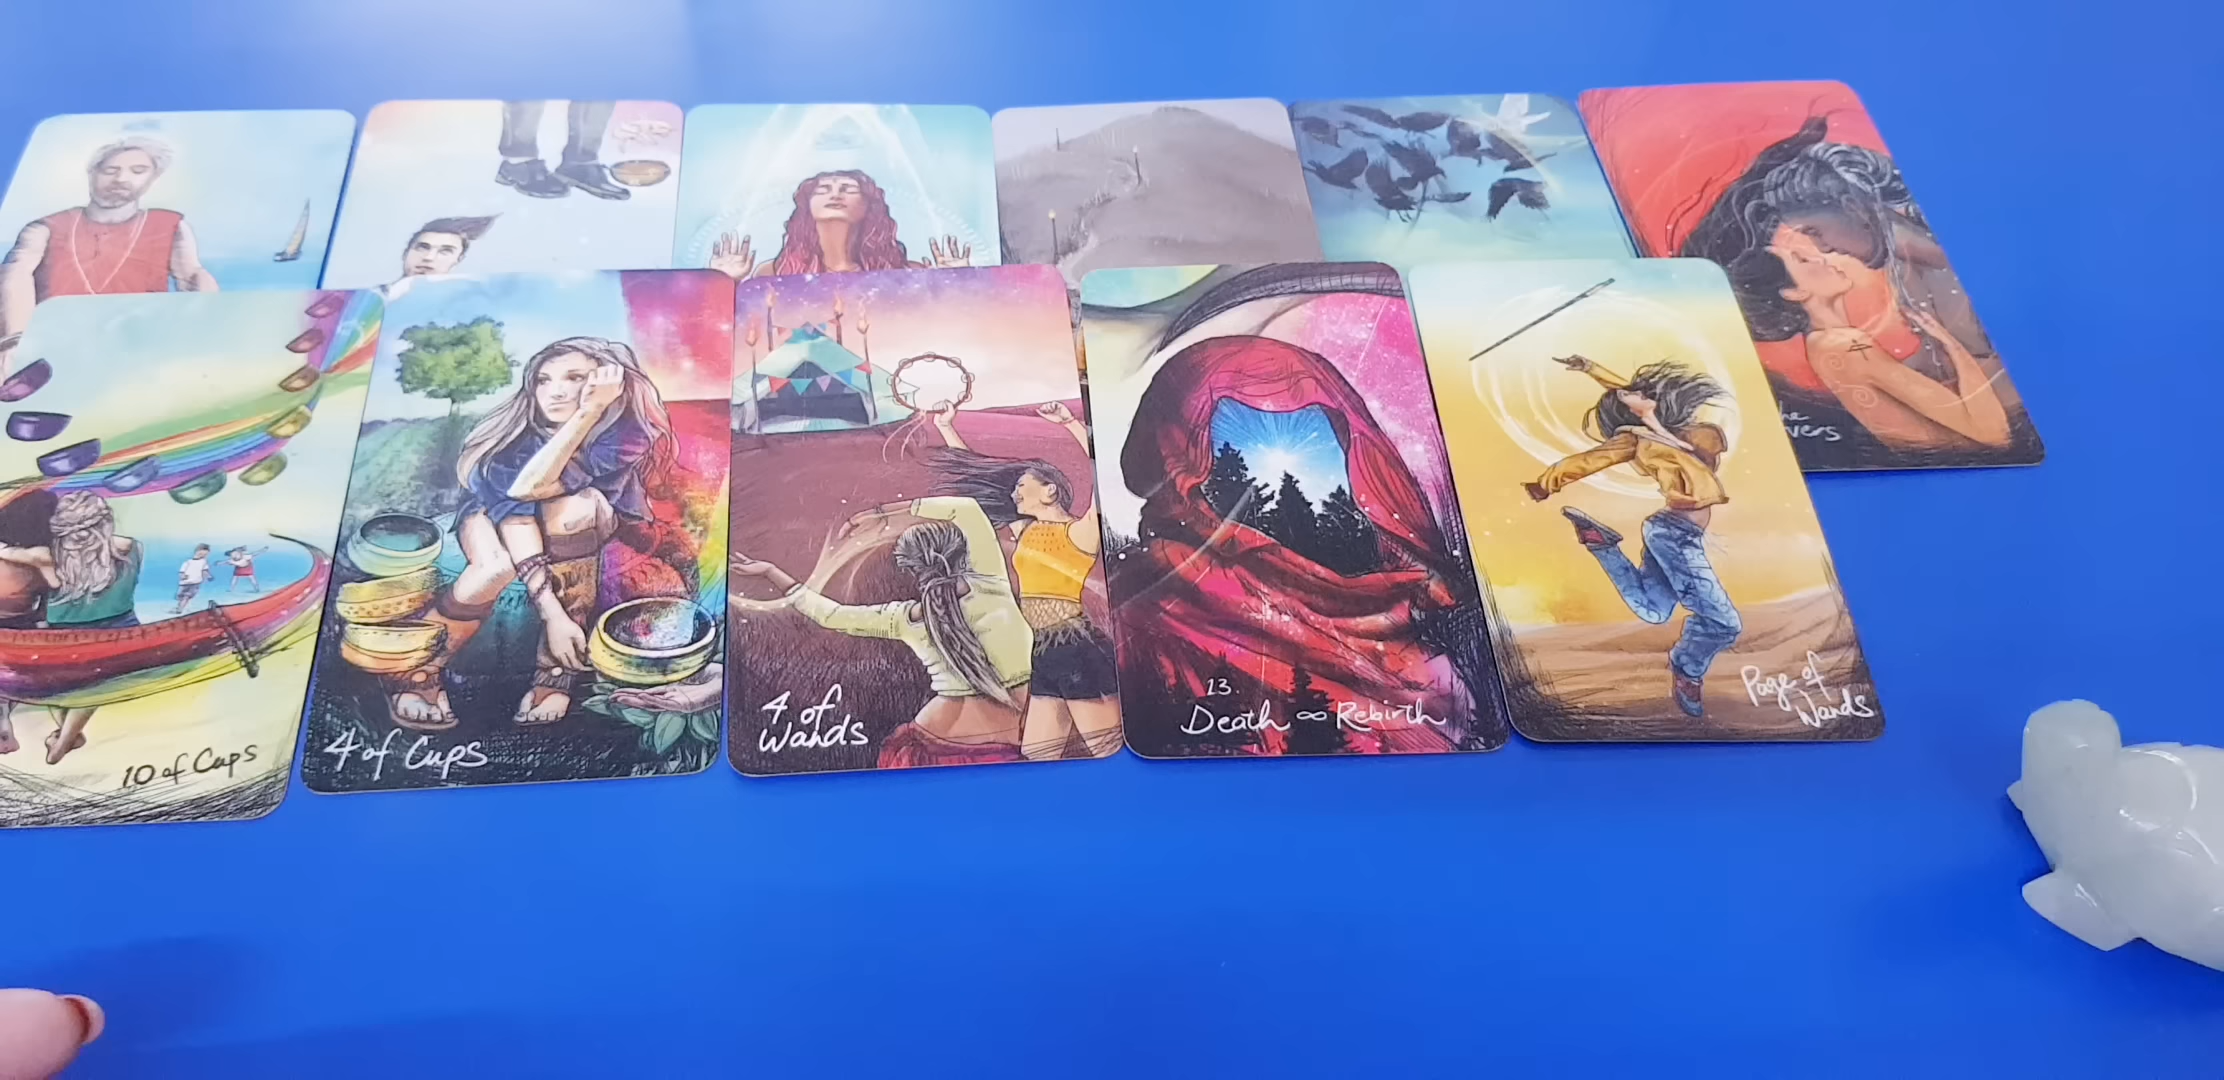 10 of Cups
4 of Cups
4 of
Wands
13.
Death ∞ Rebirth
Page of
Wands